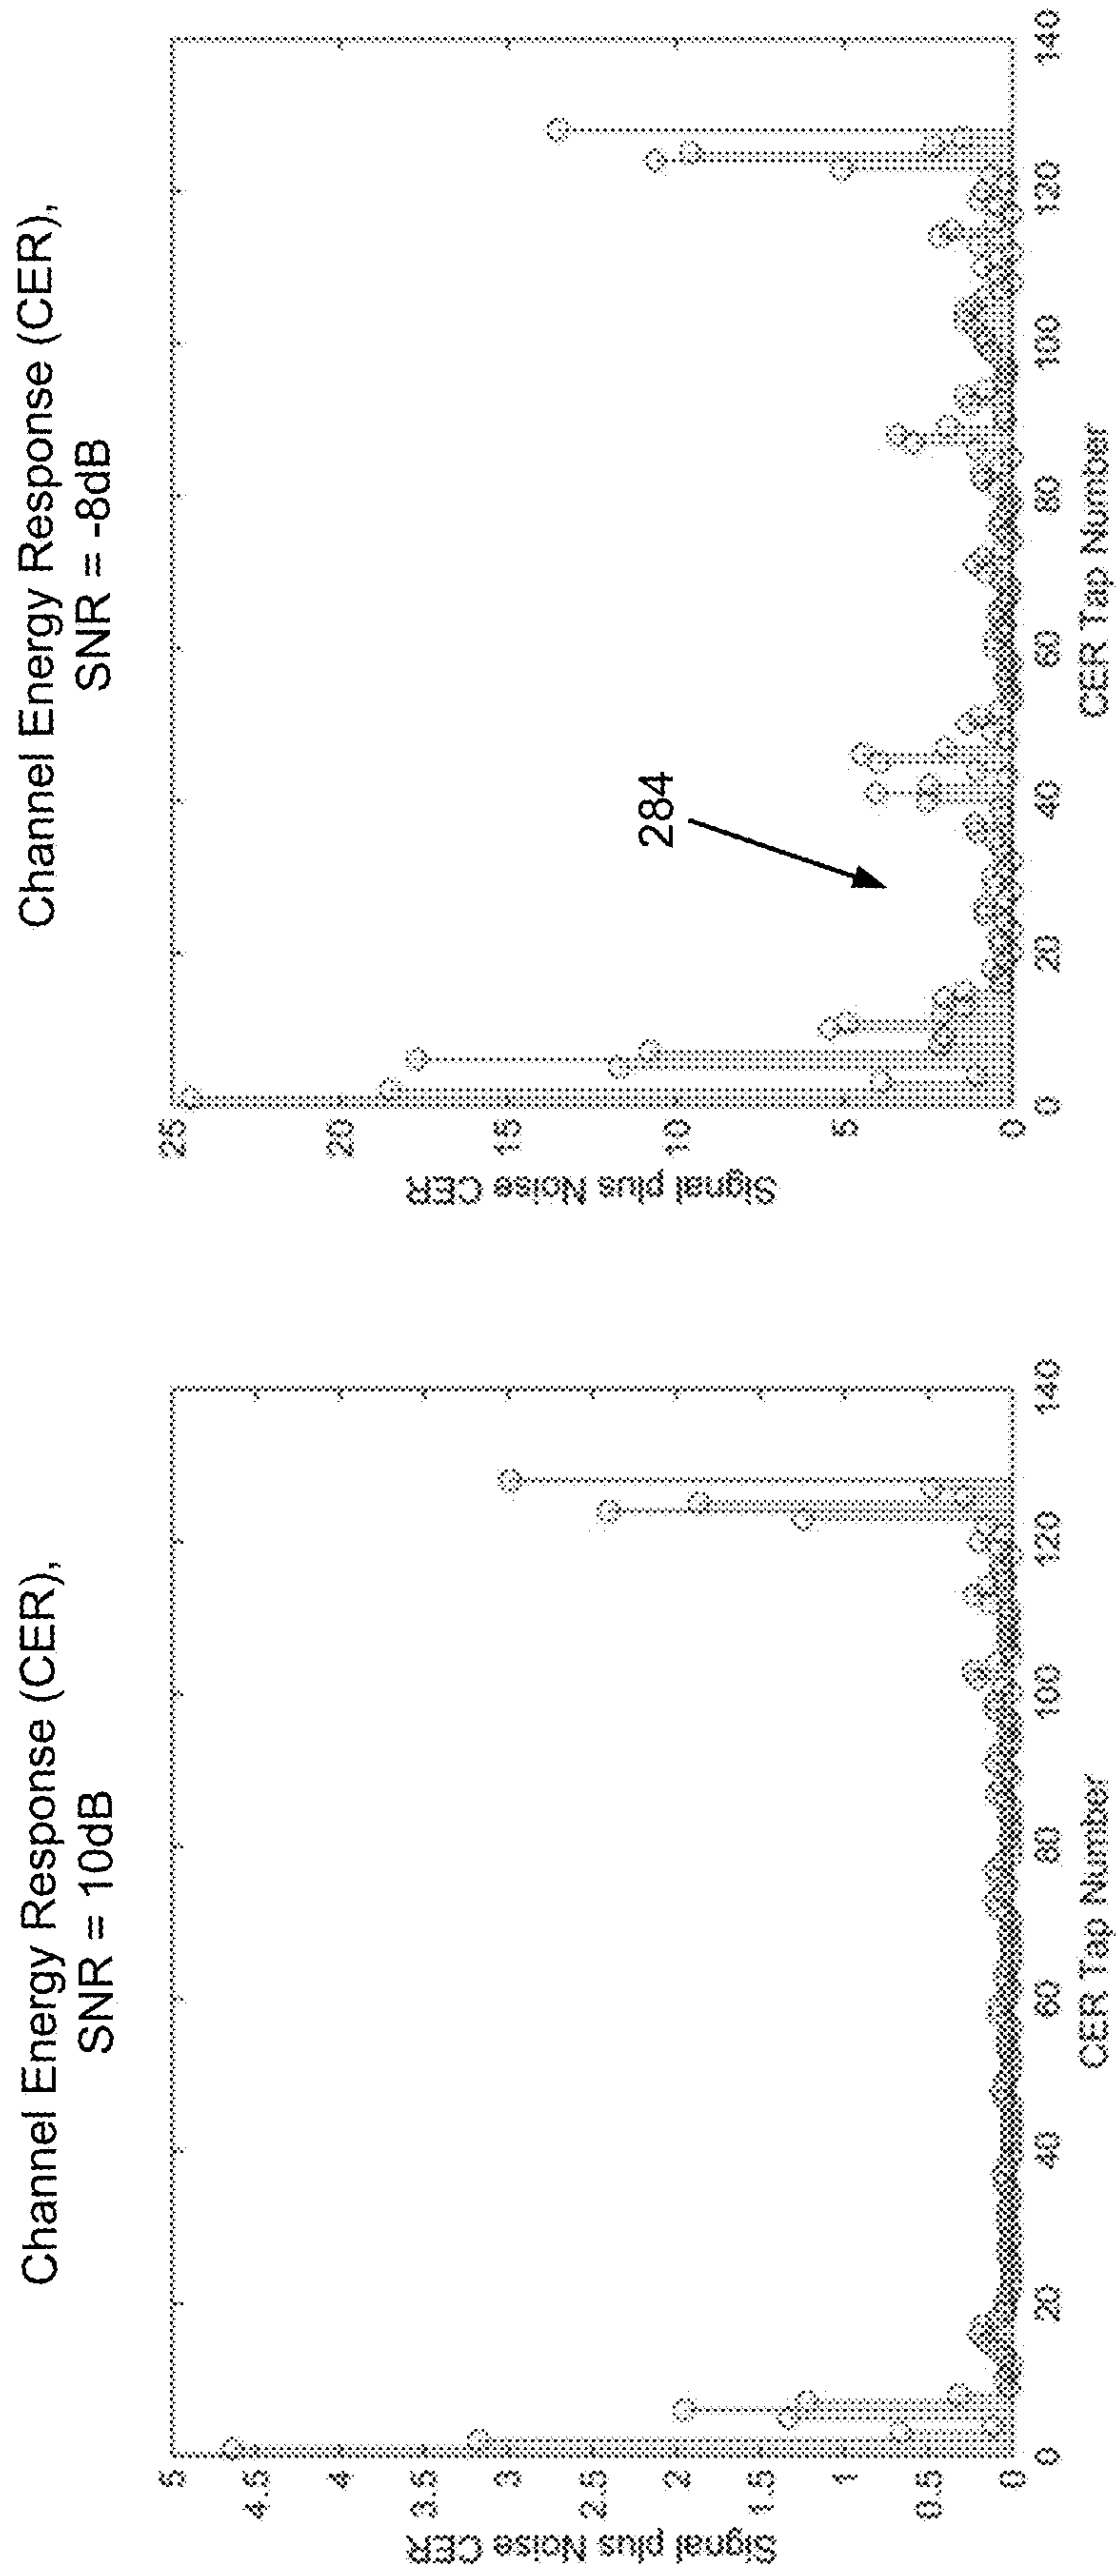 Channel Energy Response (CER),
SNR = 10dB
Signal plus Noise CER
5
4.5
4
3.5
3
2.5
2
1.5
1
0.5
0
0 20 40 60 80 100 120 140
CER Tap Number
Channel Energy Response (CER),
SNR = -8dB
Signal plus Noise CER
25
20
15
10
5
0
284
0 20 40 60 80 100 120 140
CER Tap Number